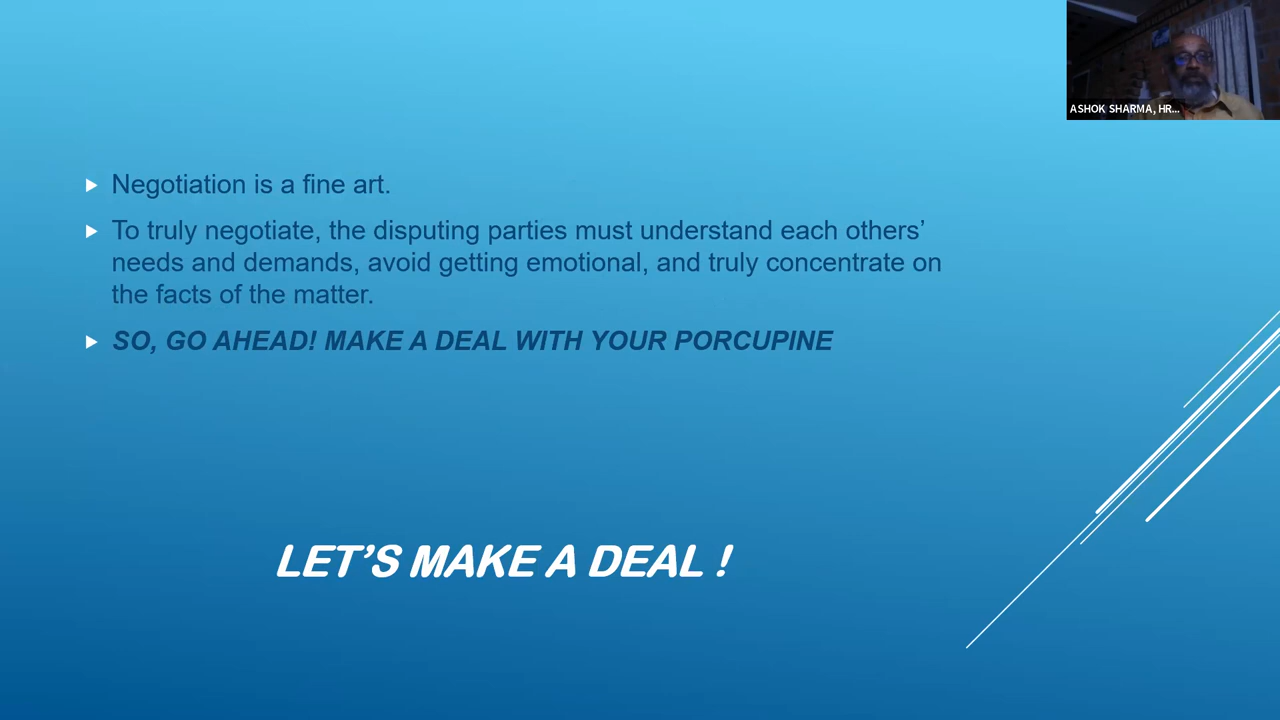 ASHOK SHARMA, HR...
Negotiation is a fine art.
To truly negotiate, the disputing parties must understand each others’
needs and demands, avoid getting emotional, and truly concentrate on
the facts of the matter.
SO, GO AHEAD! MAKE A DEAL WITH YOUR PORCUPINE
LET’S MAKE A DEAL !